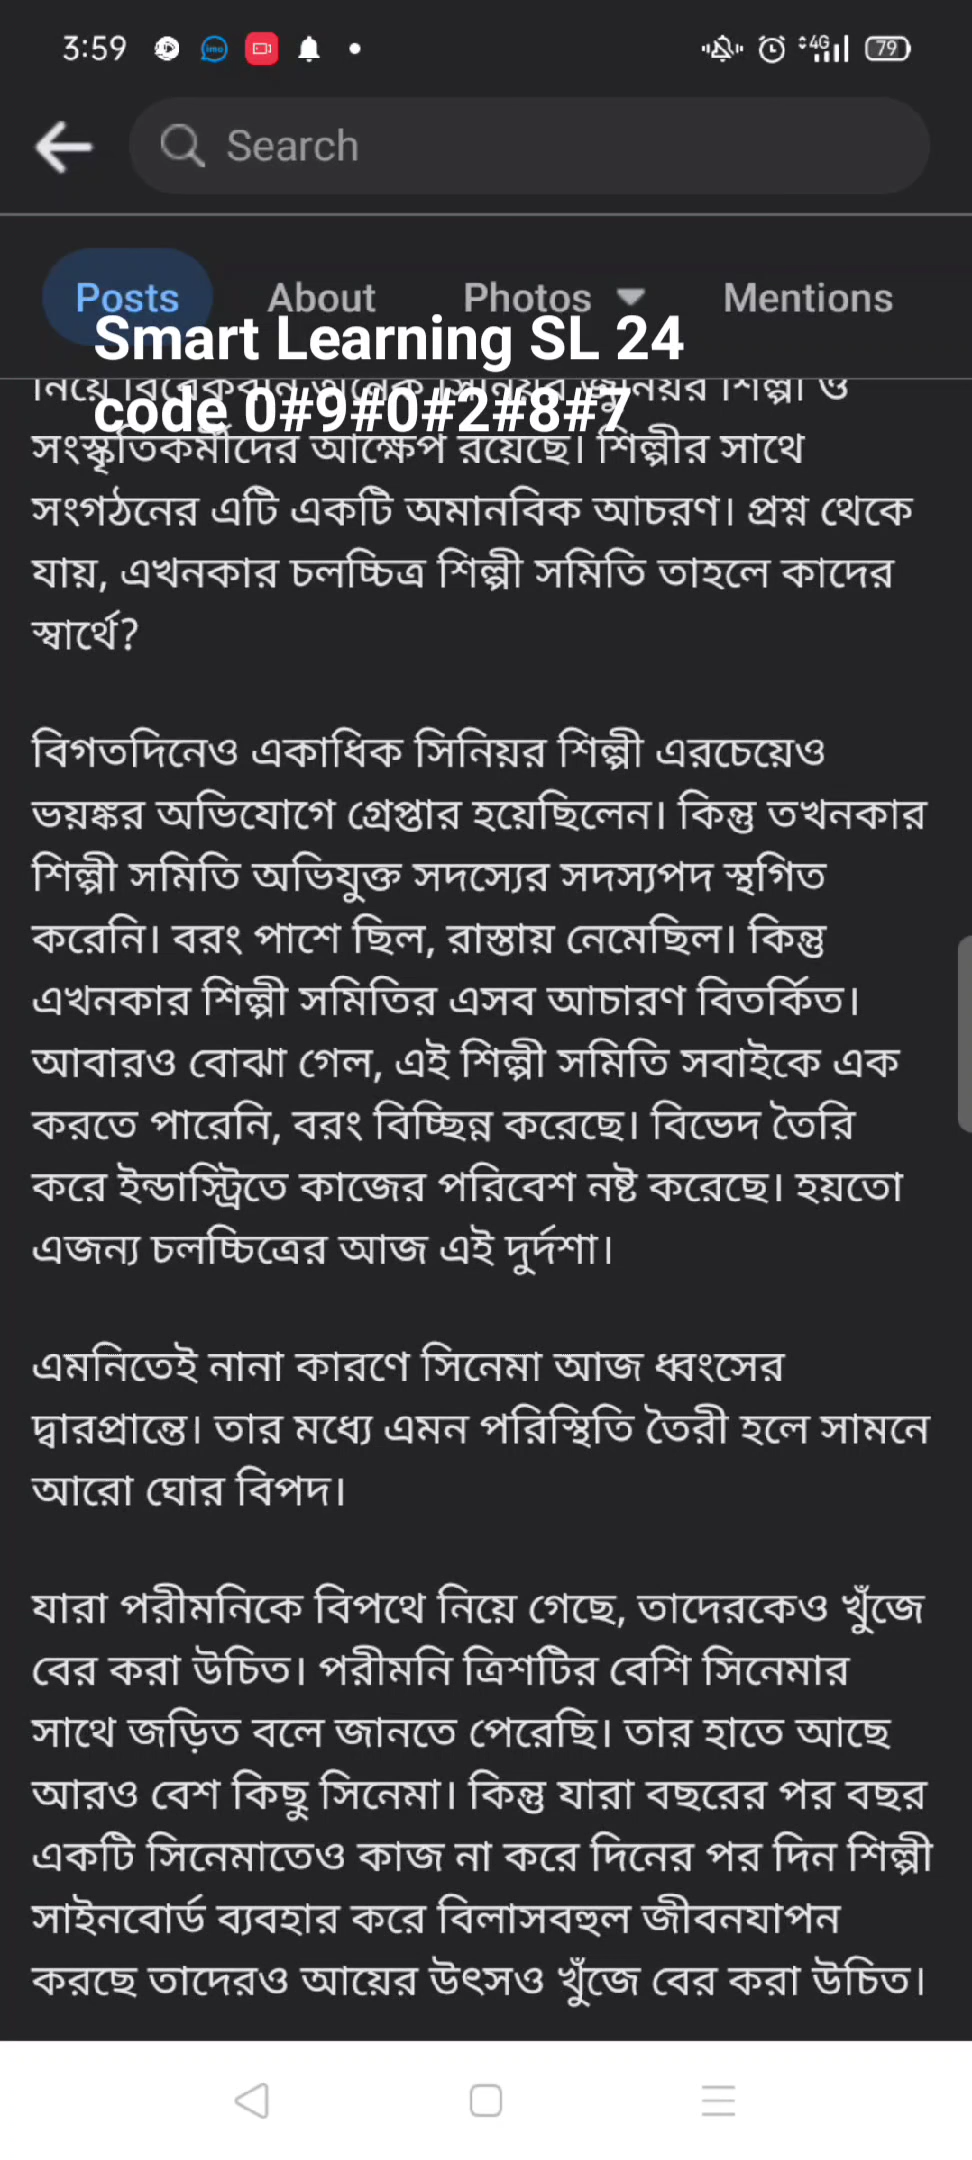 3:59
imo
4G
79
Search
Posts About Photos Mentions
Smart Learning SL 24
code 0#9#0#2#8#7
নিয়ে বিবেকবান অনেক সিনিয়র জুনিয়র শিল্পী ও
সংস্কৃতিকর্মীদের আক্ষেপ রয়েছে। শিল্পীর সাথে
সংগঠনের এটি একটি অমানবিক আচরণ। প্রশ্ন থেকে
যায়, এখনকার চলচ্চিত্র শিল্পী সমিতি তাহলে কাদের
স্বার্থে?
বিগতদিনেও একাধিক সিনিয়র শিল্পী এরচেয়েও
ভয়ঙ্কর অভিযোগে গ্রেপ্তার হয়েছিলেন। কিন্তু তখনকার
শিল্পী সমিতি অভিযুক্ত সদস্যের সদস্যপদ স্থগিত
করেনি। বরং পাশে ছিল, রাস্তায় নেমেছিল। কিন্তু
এখনকার শিল্পী সমিতির এসব আচারণ বিতর্কিত।
আবারও বোঝা গেল, এই শিল্পী সমিতি সবাইকে এক
করতে পারেনি, বরং বিচ্ছিন্ন করেছে। বিভেদ তৈরি
করে ইন্ডাস্ট্রিতে কাজের পরিবেশ নষ্ট করেছে। হয়তো
এজন্য চলচ্চিত্রের আজ এই দুর্দশা।
এমনিতেই নানা কারণে সিনেমা আজ ধ্বংসের
দ্বারপ্রান্তে। তার মধ্যে এমন পরিস্থিতি তৈরী হলে সামনে
আরো ঘোর বিপদ।
যারা পরীমনিকে বিপথে নিয়ে গেছে, তাদেরকেও খুঁজে
বের করা উচিত। পরীমনি ত্রিশটির বেশি সিনেমার
সাথে জড়িত বলে জানতে পেরেছি। তার হাতে আছে
আরও বেশ কিছু সিনেমা। কিন্তু যারা বছরের পর বছর
একটি সিনেমাতেও কাজ না করে দিনের পর দিন শিল্পী
সাইনবোর্ড ব্যবহার করে বিলাসবহুল জীবনযাপন
করছে তাদেরও আয়ের উৎসও খুঁজে বের করা উচিত।